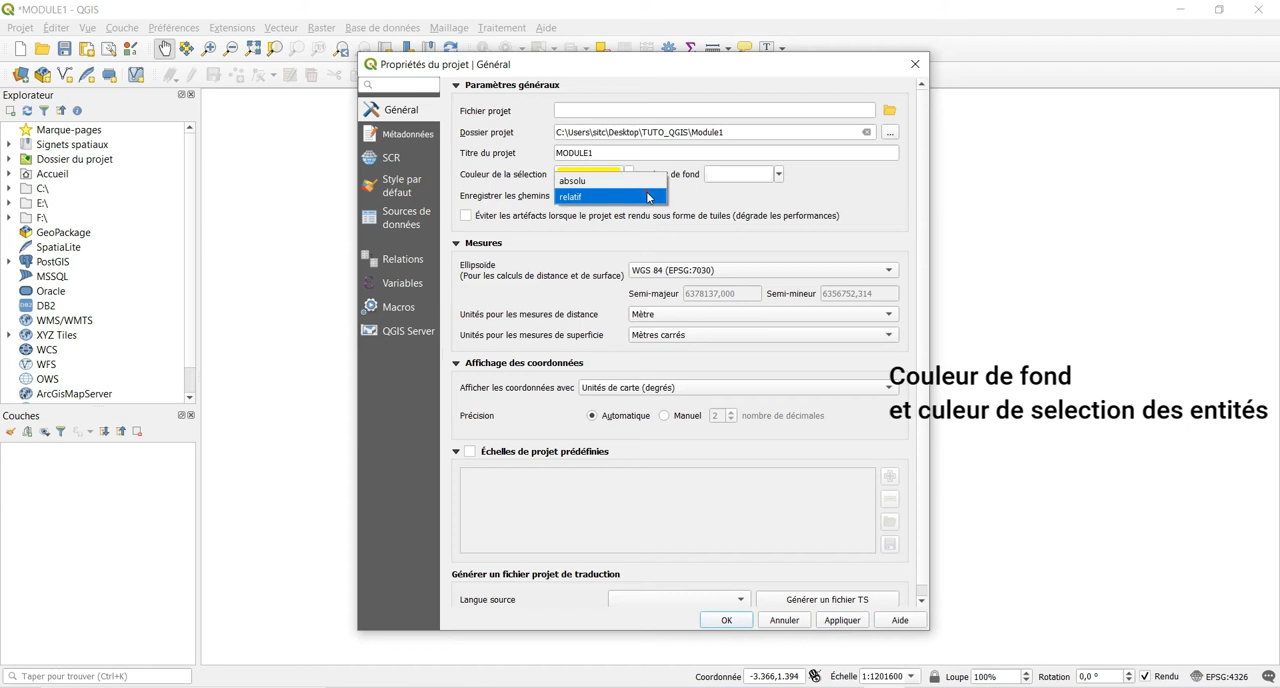 *MODULE1 - QGIS
Projet Éditer Vue Couche Préférences Extensions Vecteur Raster Base de données Maillage Traitement Aide
Propriétés du projet | Général
Explorateur
Marque-pages
Signets spatiaux
Dossier du projet
Accueil
C:\
E:\
F:\
GeoPackage
SpatiaLite
PostGIS
MSSQL
Oracle
DB2
WMS/WMTS
XYZ Tiles
WCS
WFS
OWS
ArcGisMapServer
Couches
Général
Métadonnées
SCR
Style par
défaut
Sources de
données
Relations
Variables
Macros
QGIS Server
Paramètres généraux
Fichier projet
Dossier projet C:\Users\sitc\Desktop\TUTO_QGIS\Module1
Titre du projet MODULE1
Couleur de la sélection de fond
absolu
Enregistrer les chemins relatif
Éviter les artéfacts lorsque le projet est rendu sous forme de tuiles (dégrade les performances)
Mesures
Ellipsoide
(Pour les calculs de distance et de surface) WGS 84 (EPSG:7030)
Semi-majeur 6378137,000 Semi-mineur 6356752,314
Unités pour les mesures de distance Mètre
Unités pour les mesures de superficie Mètres carrés
Affichage des coordonnées
Afficher les coordonnées avec Unités de carte (degrés)
Précision Automatique Manuel 2 nombre de décimales
Échelles de projet prédéfinies
Générer un fichier projet de traduction
Langue source Générer un fichier TS
OK Annuler Appliquer Aide
Couleur de fond
et culeur de selection des entités
Taper pour trouver (Ctrl+K) Coordonnée -3.366,1.394 Échelle 1:1201600 Loupe 100% Rotation 0,0 ° Rendu EPSG:4326